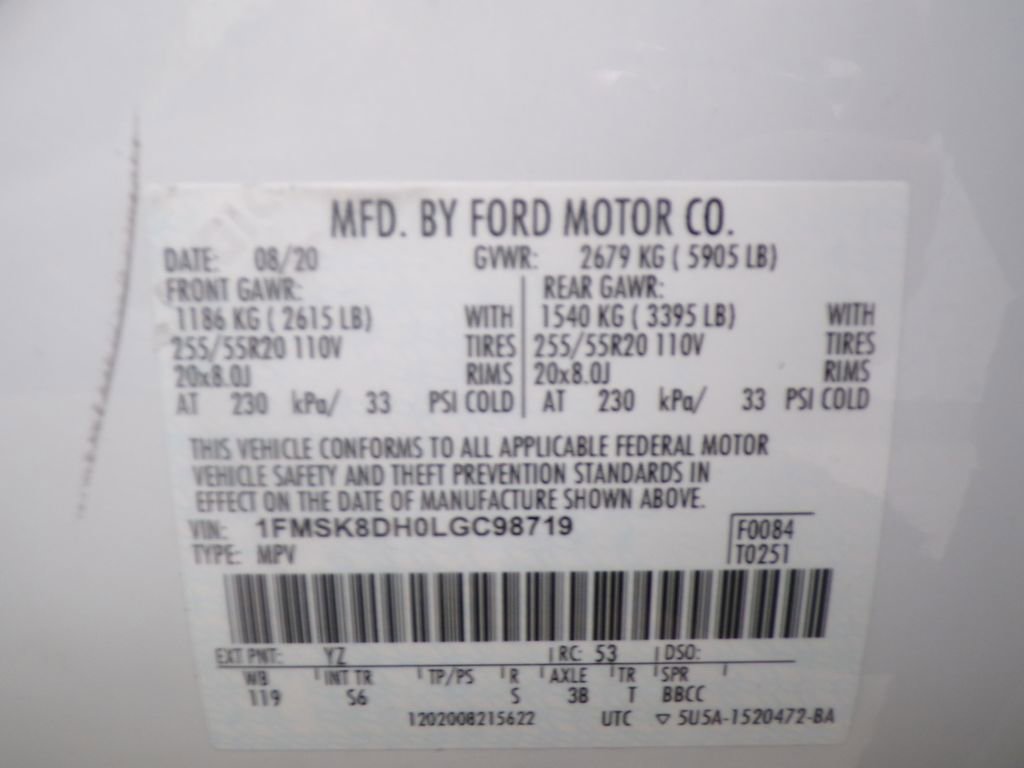 MFD. BY FORD MOTOR CO.
DATE: 08/20 GVWR: 2679 KG ( 5905 LB)
FRONT GAWR: REAR GAWR:
1186 KG ( 2615 LB) WITH 1540 KG ( 3395 LB) WITH
255/55R20 110V TIRES 255/55R20 110V TIRES
20x8.0J RIMS 20x8.0J RIMS
AT 230 kPa/ 33 PSI COLD AT 230 kPa/ 33 PSI COLD
THIS VEHICLE CONFORMS TO ALL APPLICABLE FEDERAL MOTOR
VEHICLE SAFETY AND THEFT PREVENTION STANDARDS IN
EFFECT ON THE DATE OF MANUFACTURE SHOWN ABOVE.
VIN: 1FMSK8DH0LGC98719 F0084
TYPE: MPV T0251
EXT PNT: YZ RC: 53 DSO:
WB INT TR TP/PS R AXLE TR SPR
119 S6 S 38 T BBCC
1202008215622 UTC ▽ 5U5A-1520472-BA